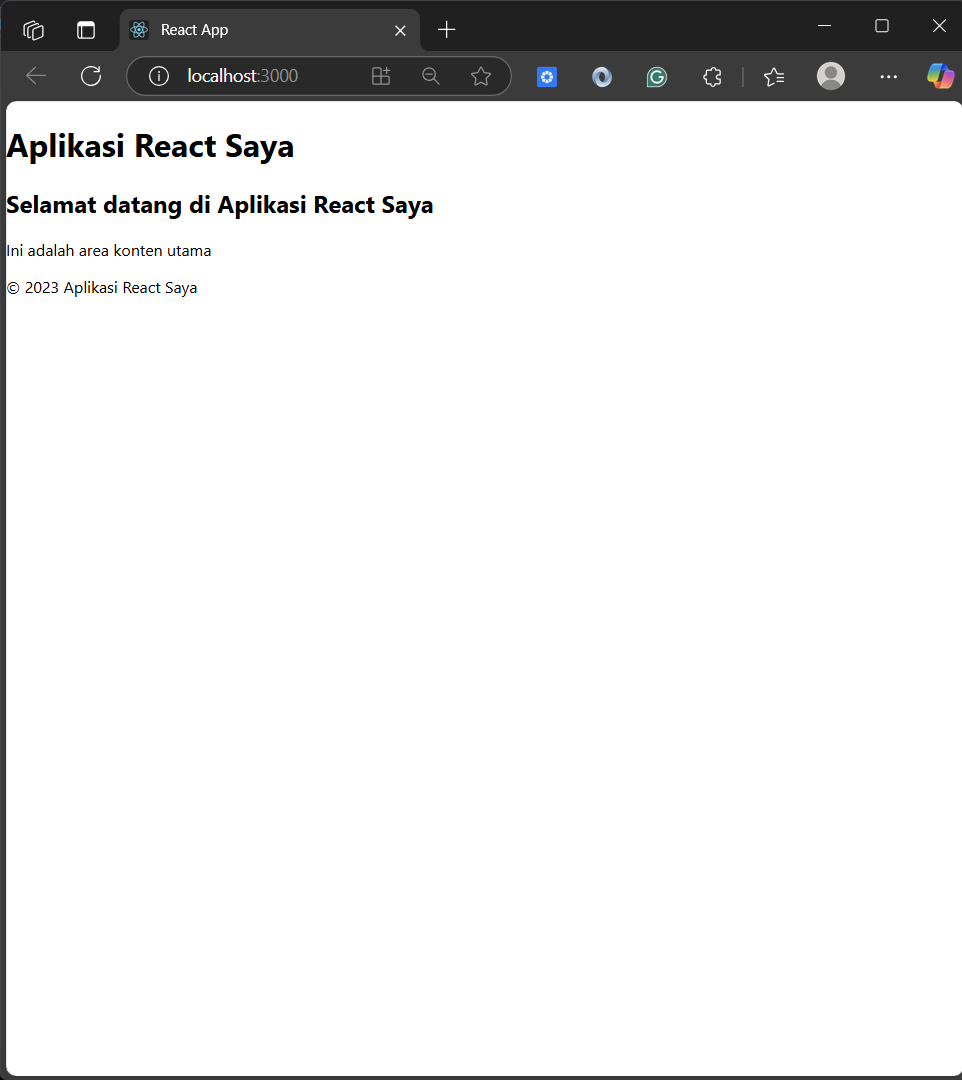 React App
localhost:3000
Aplikasi React Saya
Selamat datang di Aplikasi React Saya
Ini adalah area konten utama
© 2023 Aplikasi React Saya